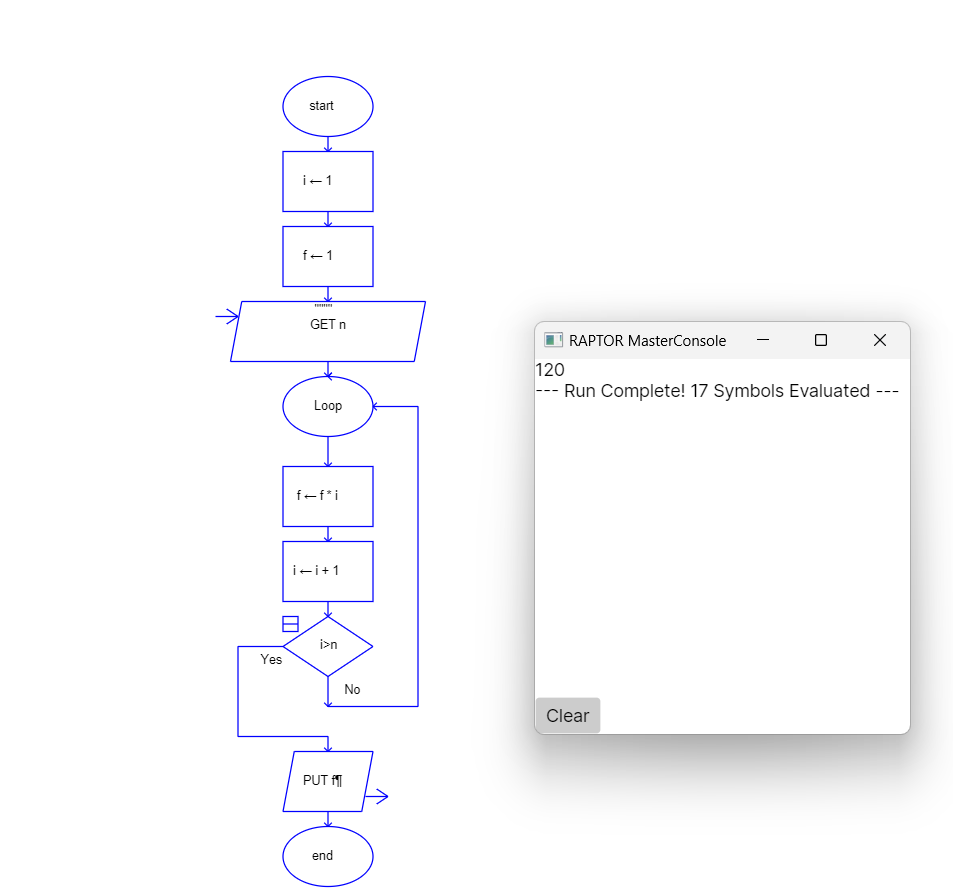 start
i ← 1
f ← 1
""""
GET n
Loop
f ← f * i
i ← i + 1
i>n
Yes
No
PUT f¶
end
RAPTOR MasterConsole
120
--- Run Complete! 17 Symbols Evaluated ---
Clear